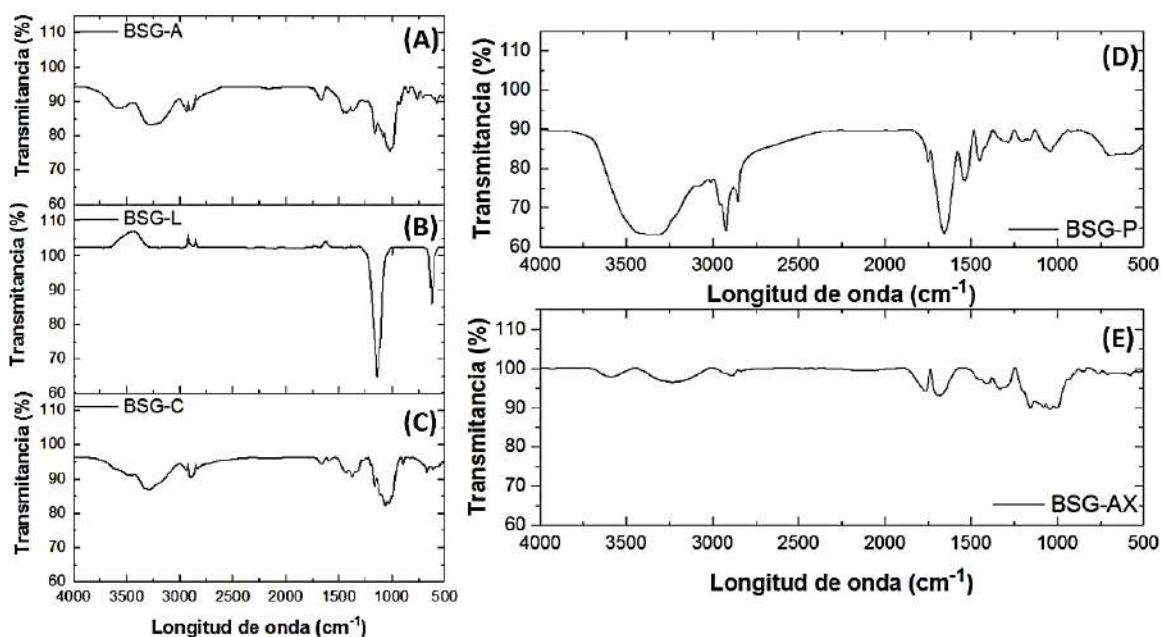 BSG-A
(A)
Transmitancia (%)
110
100
90
80
70
60
BSG-L
(B)
Transmitancia (%)
110
100
90
80
70
60
BSG-C
(C)
Transmitancia (%)
110
100
90
80
70
60
4000 3500 3000 2500 2000 1500 1000 500
Longitud de onda (cm-1)
(D)
Transmitancia (%)
110
100
90
80
70
60
BSG-P
4000 3500 3000 2500 2000 1500 1000 500
Longitud de onda (cm-1)
(E)
Transmitancia (%)
110
100
90
80
70
60
BSG-AX
4000 3500 3000 2500 2000 1500 1000 500
Longitud de onda (cm-1)